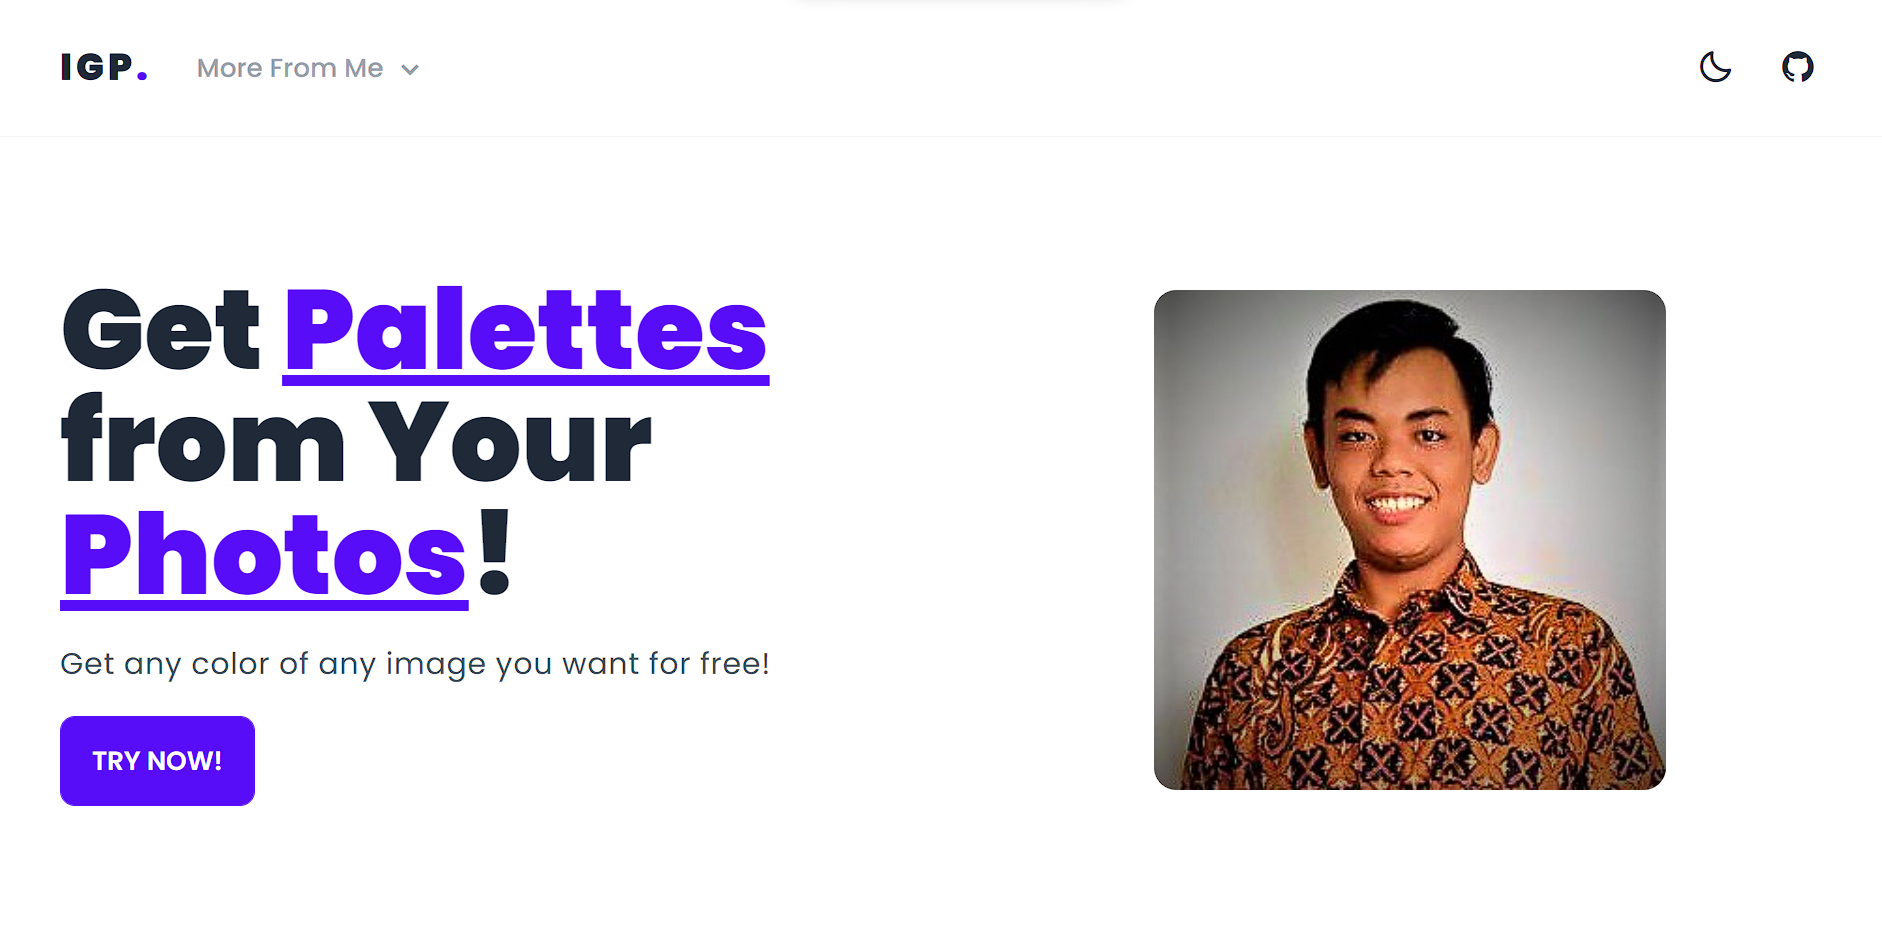 IGP.
More From Me
Get Palettes
from Your
Photos!
Get any color of any image you want for free!
TRY NOW!